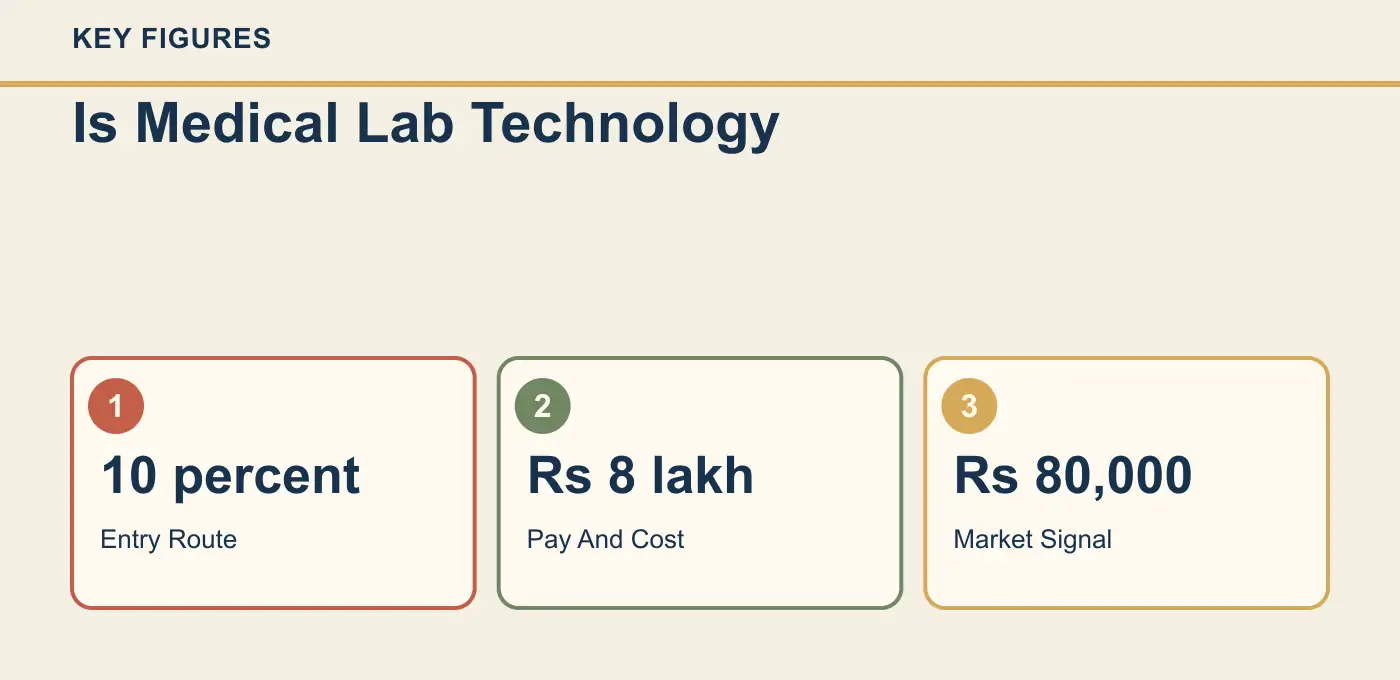 KEY FIGURES
Is Medical Lab Technology
1
10 percent
Entry Route
2
Rs 8 lakh
Pay And Cost
3
Rs 80,000
Market Signal